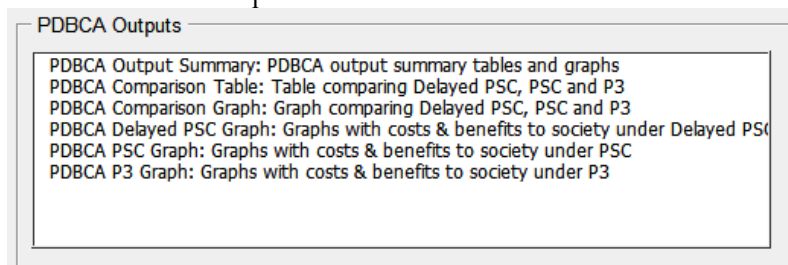 PDBCA Outputs
PDBCA Output Summary: PDBCA output summary tables and graphs
PDBCA Comparison Table: Table comparing Delayed PSC, PSC and P3
PDBCA Comparison Graph: Graph comparing Delayed PSC, PSC and P3
PDBCA Delayed PSC Graph: Graphs with costs & benefits to society under Delayed PS
PDBCA PSC Graph: Graphs with costs & benefits to society under PSC
PDBCA P3 Graph: Graphs with costs & benefits to society under P3